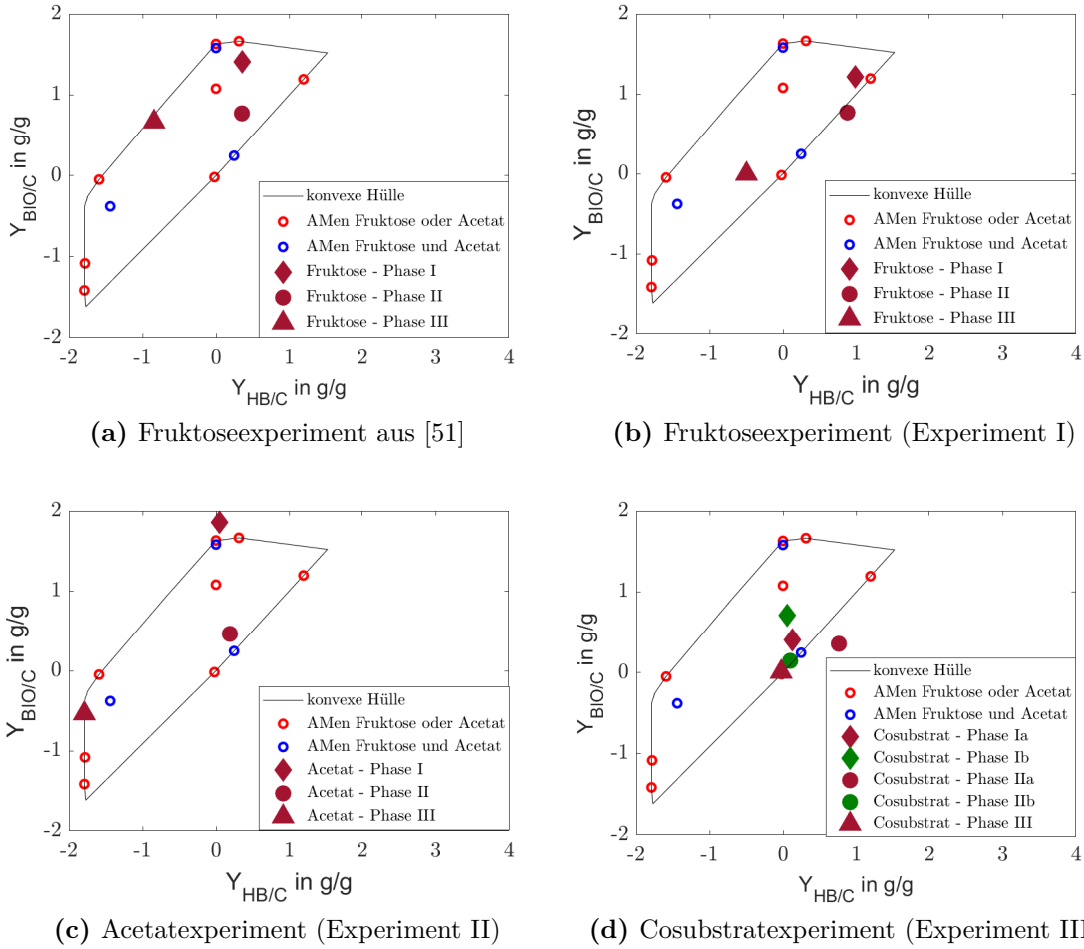 2
1
0
-1
-2
-2
-1
0
1
2
3
4
Y_BIO/C in g/g
Y_HB/C in g/g
konvexe Hülle
AMen Fruktose oder Acetat
AMen Fruktose und Acetat
Fruktose - Phase I
Fruktose - Phase II
Fruktose - Phase III
(a) Fruktoseexperiment aus [51]
2
1
0
-1
-2
-2
-1
0
1
2
3
4
Y_BIO/C in g/g
Y_HB/C in g/g
konvexe Hülle
AMen Fruktose oder Acetat
AMen Fruktose und Acetat
Fruktose - Phase I
Fruktose - Phase II
Fruktose - Phase III
(b) Fruktoseexperiment (Experiment I)
2
1
0
-1
-2
-2
-1
0
1
2
3
4
Y_BIO/C in g/g
Y_HB/C in g/g
konvexe Hülle
AMen Fruktose oder Acetat
AMen Fruktose und Acetat
Acetat - Phase I
Acetat - Phase II
Acetat - Phase III
(c) Acetatexperiment (Experiment II)
2
1
0
-1
-2
-2
-1
0
1
2
3
4
Y_BIO/C in g/g
Y_HB/C in g/g
konvexe Hülle
AMen Fruktose oder Acetat
AMen Fruktose und Acetat
Cosubstrat - Phase Ia
Cosubstrat - Phase Ib
Cosubstrat - Phase IIa
Cosubstrat - Phase IIb
Cosubstrat - Phase III
(d) Cosubstratexperiment (Experiment III